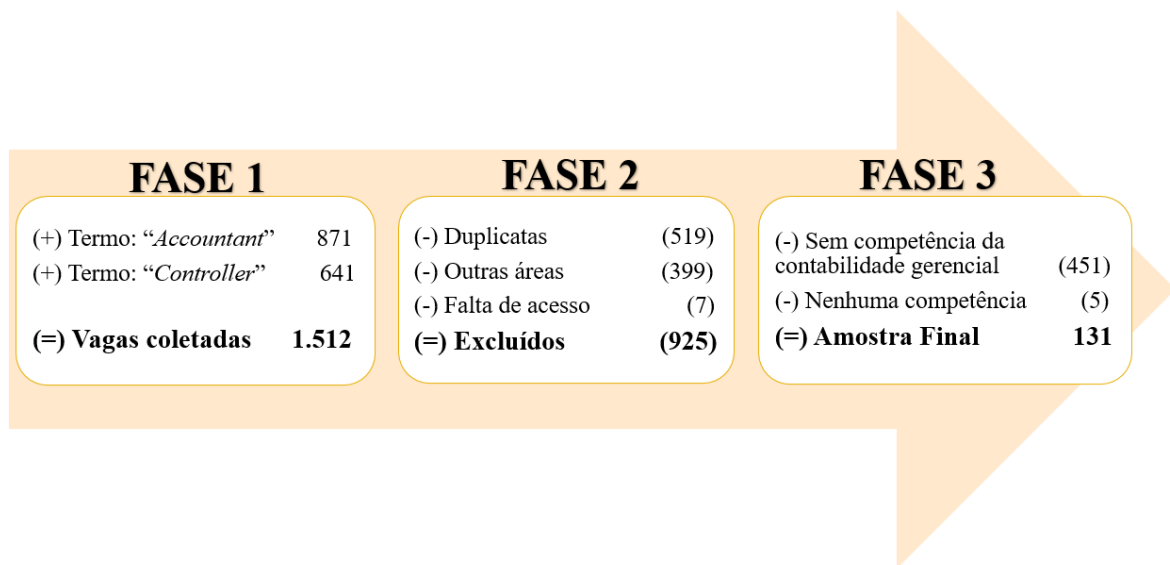 FASE 1
(+) Termo: “Accountant” 871
(+) Termo: “Controller” 641
(=) Vagas coletadas 1.512
FASE 2
(-) Duplicatas (519)
(-) Outras áreas (399)
(-) Falta de acesso (7)
(=) Excluídos (925)
FASE 3
(-) Sem competência da
contabilidade gerencial (451)
(-) Nenhuma competência (5)
(=) Amostra Final 131